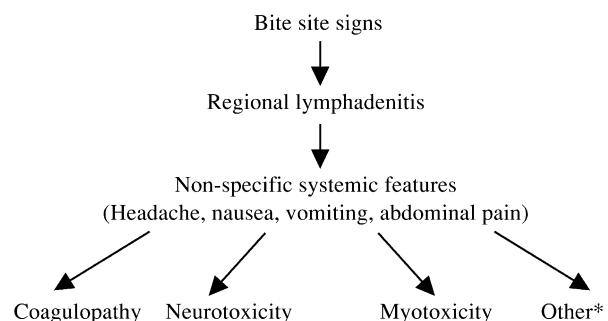 Bite site signs
Regional lymphadenitis
Non-specific systemic features
(Headache, nausea, vomiting, abdominal pain)
Coagulopathy Neurotoxicity Myotoxicity Other*